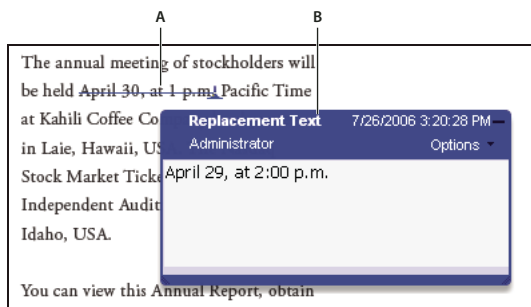 A
B
The annual meeting of stockholders will
be held April 30, at 1 p.m. Pacific Time
at Kahili Coffee Co
in Laie, Hawaii, US
Stock Market Ticke
Independent Audit
Idaho, USA.
You can view this Annual Report, obtain
Replacement Text 7/26/2006 3:20:28 PM
Administrator Options
April 29, at 2:00 p.m.